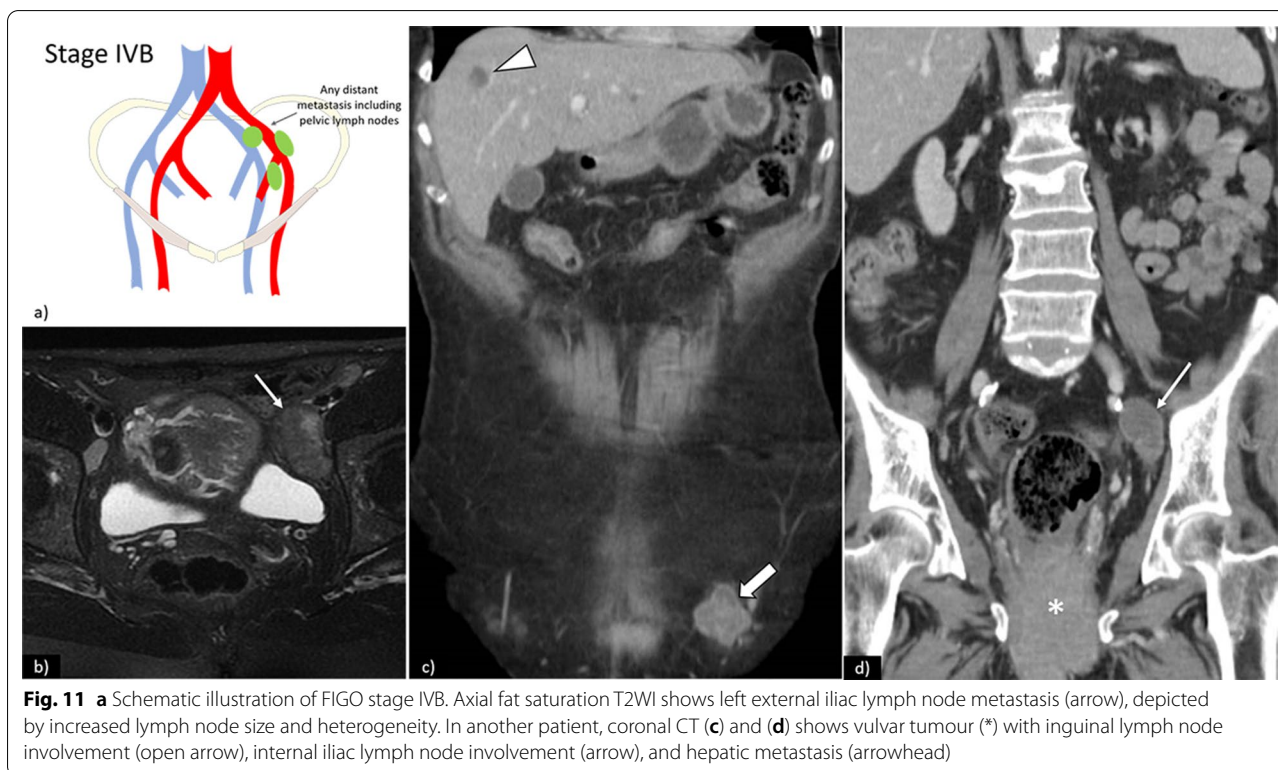 Stage IVB
Any distant
metastasis including
pelvic lymph nodes
a)
b)
c)
*
d)
Fig. 11 a Schematic illustration of FIGO stage IVB. Axial fat saturation T2WI shows left external iliac lymph node metastasis (arrow), depicted
by increased lymph node size and heterogeneity. In another patient, coronal CT (c) and (d) shows vulvar tumour (*) with inguinal lymph node
involvement (open arrow), internal iliac lymph node involvement (arrow), and hepatic metastasis (arrowhead)